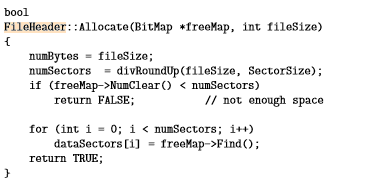 bool
FileHeader::Allocate(BitMap *freeMap, int fileSize)
{
    numBytes = fileSize;
    numSectors  = divRoundUp(fileSize, SectorSize);
    if (freeMap->NumClear() < numSectors)
        return FALSE;           // not enough space

    for (int i = 0; i < numSectors; i++)
        dataSectors[i] = freeMap->Find();
    return TRUE;
}